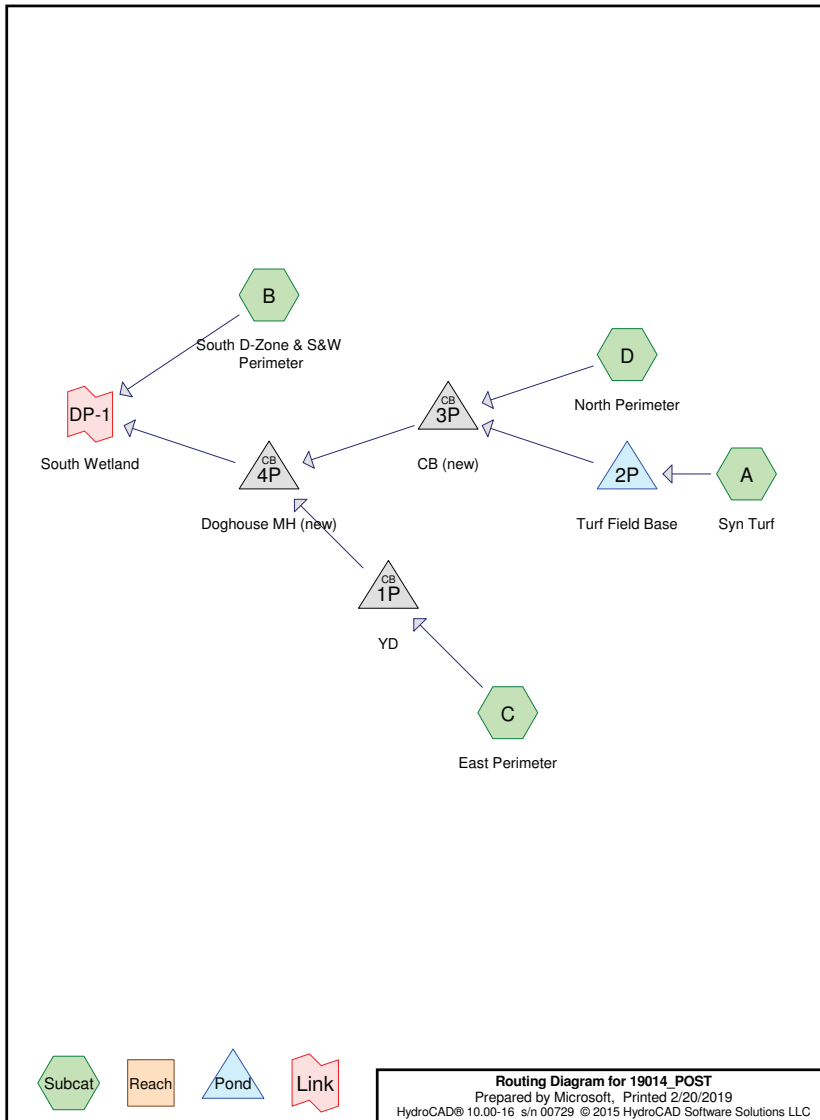 B
South D-Zone & S&W
Perimeter
D
North Perimeter
DP-1
South Wetland
CB
3P
CB (new)
CB
4P
Doghouse MH (new)
2P
Turf Field Base
A
Syn Turf
CB
1P
YD
C
East Perimeter
Subcat
Reach
Pond
Link
Routing Diagram for 19014_POST
Prepared by Microsoft, Printed 2/20/2019
HydroCAD® 10.00-16 s/n 00729 © 2015 HydroCAD Software Solutions LLC